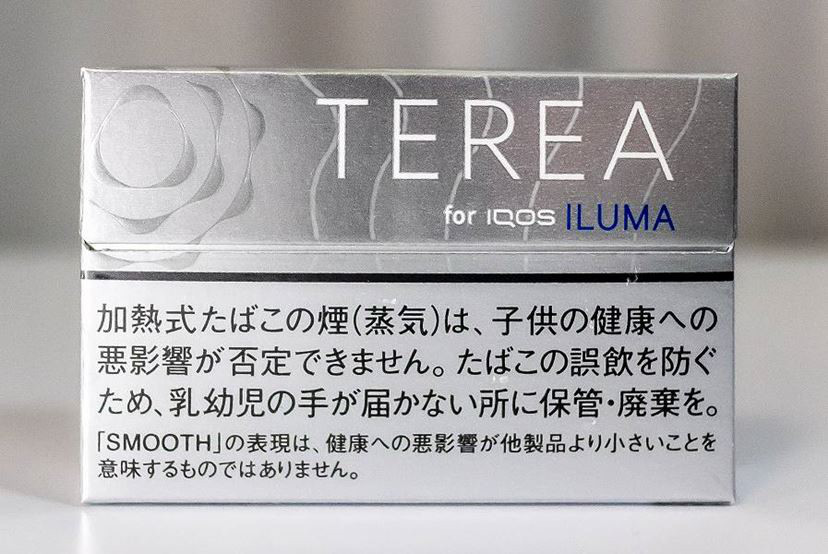 TEREA
for IQOS ILUMA
加熱式たばこの煙(蒸気)は、子供の健康への
悪影響が否定できません。たばこの誤飲を防ぐ
ため、乳幼児の手が届かない所に保管・廃棄を。
「SMOOTH」の表現は、健康への悪影響が他製品より小さいことを
意味するものではありません。